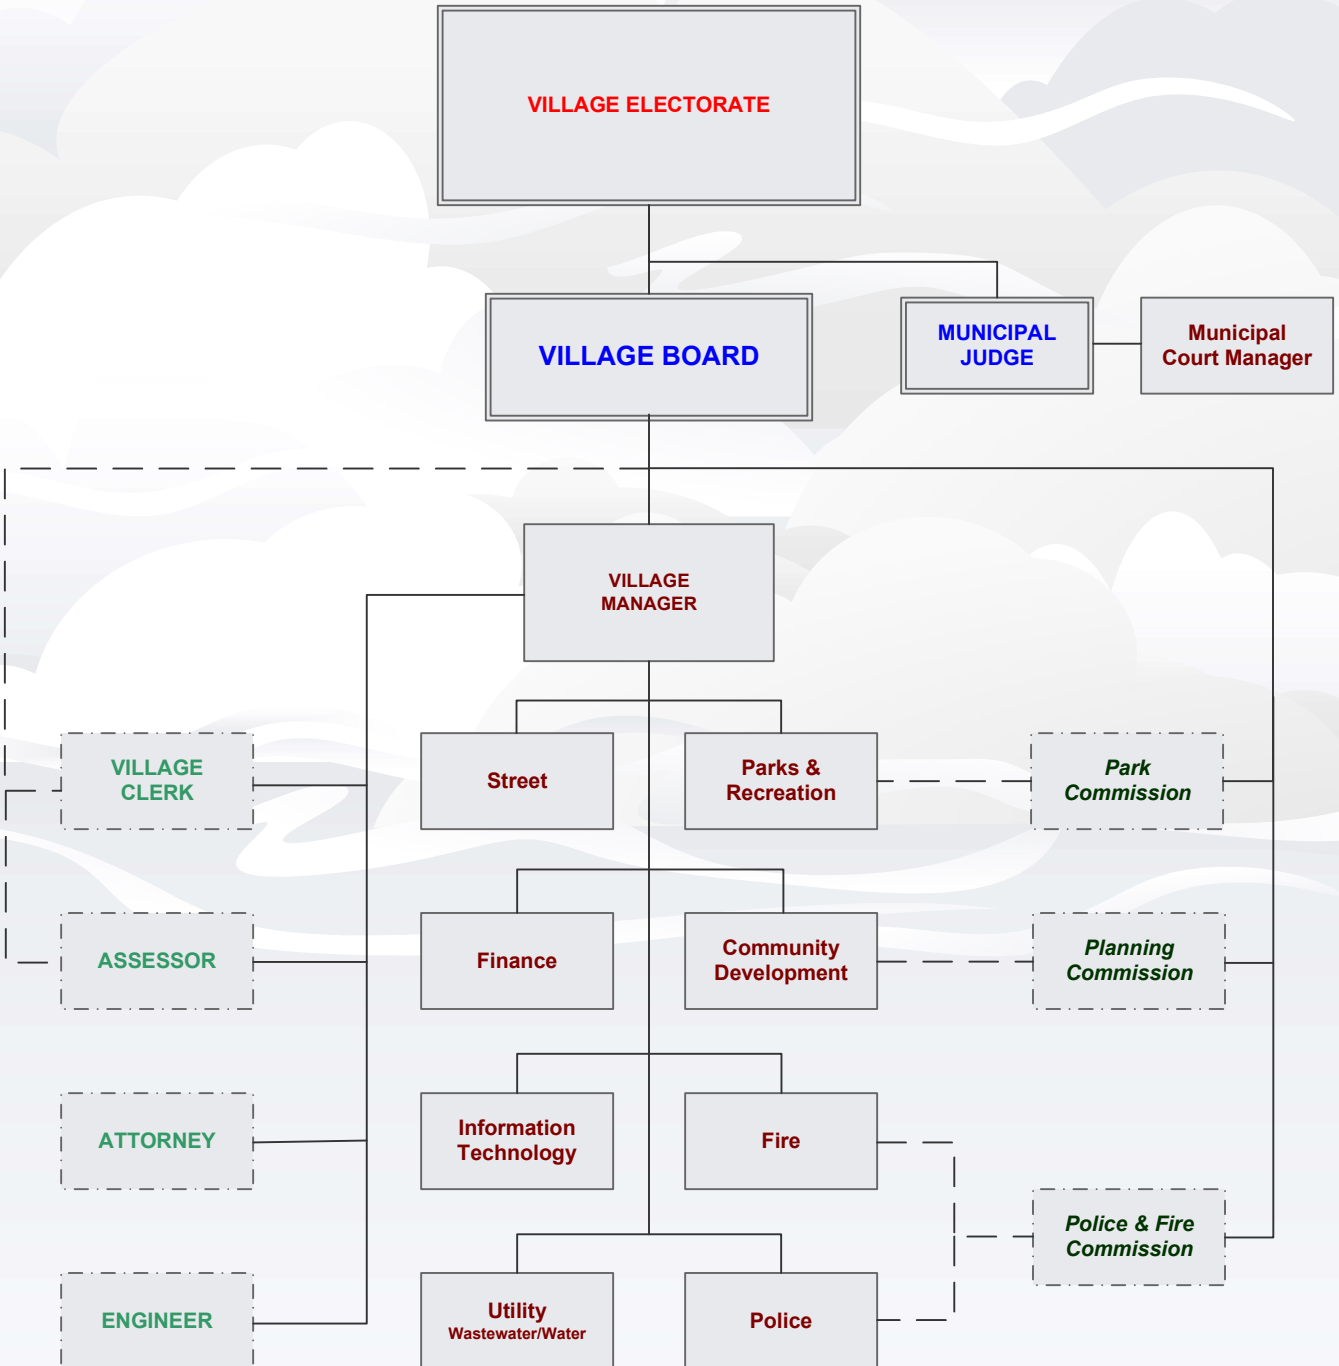 VILLAGE ELECTORATE
VILLAGE BOARD
MUNICIPAL
JUDGE
Municipal
Court Manager
VILLAGE
MANAGER
VILLAGE
CLERK
Street
Parks &
Recreation
Park
Commission
ASSESSOR
Finance
Community
Development
Planning
Commission
ATTORNEY
Information
Technology
Fire
Police & Fire
Commission
ENGINEER
Utility
Wastewater/Water
Police